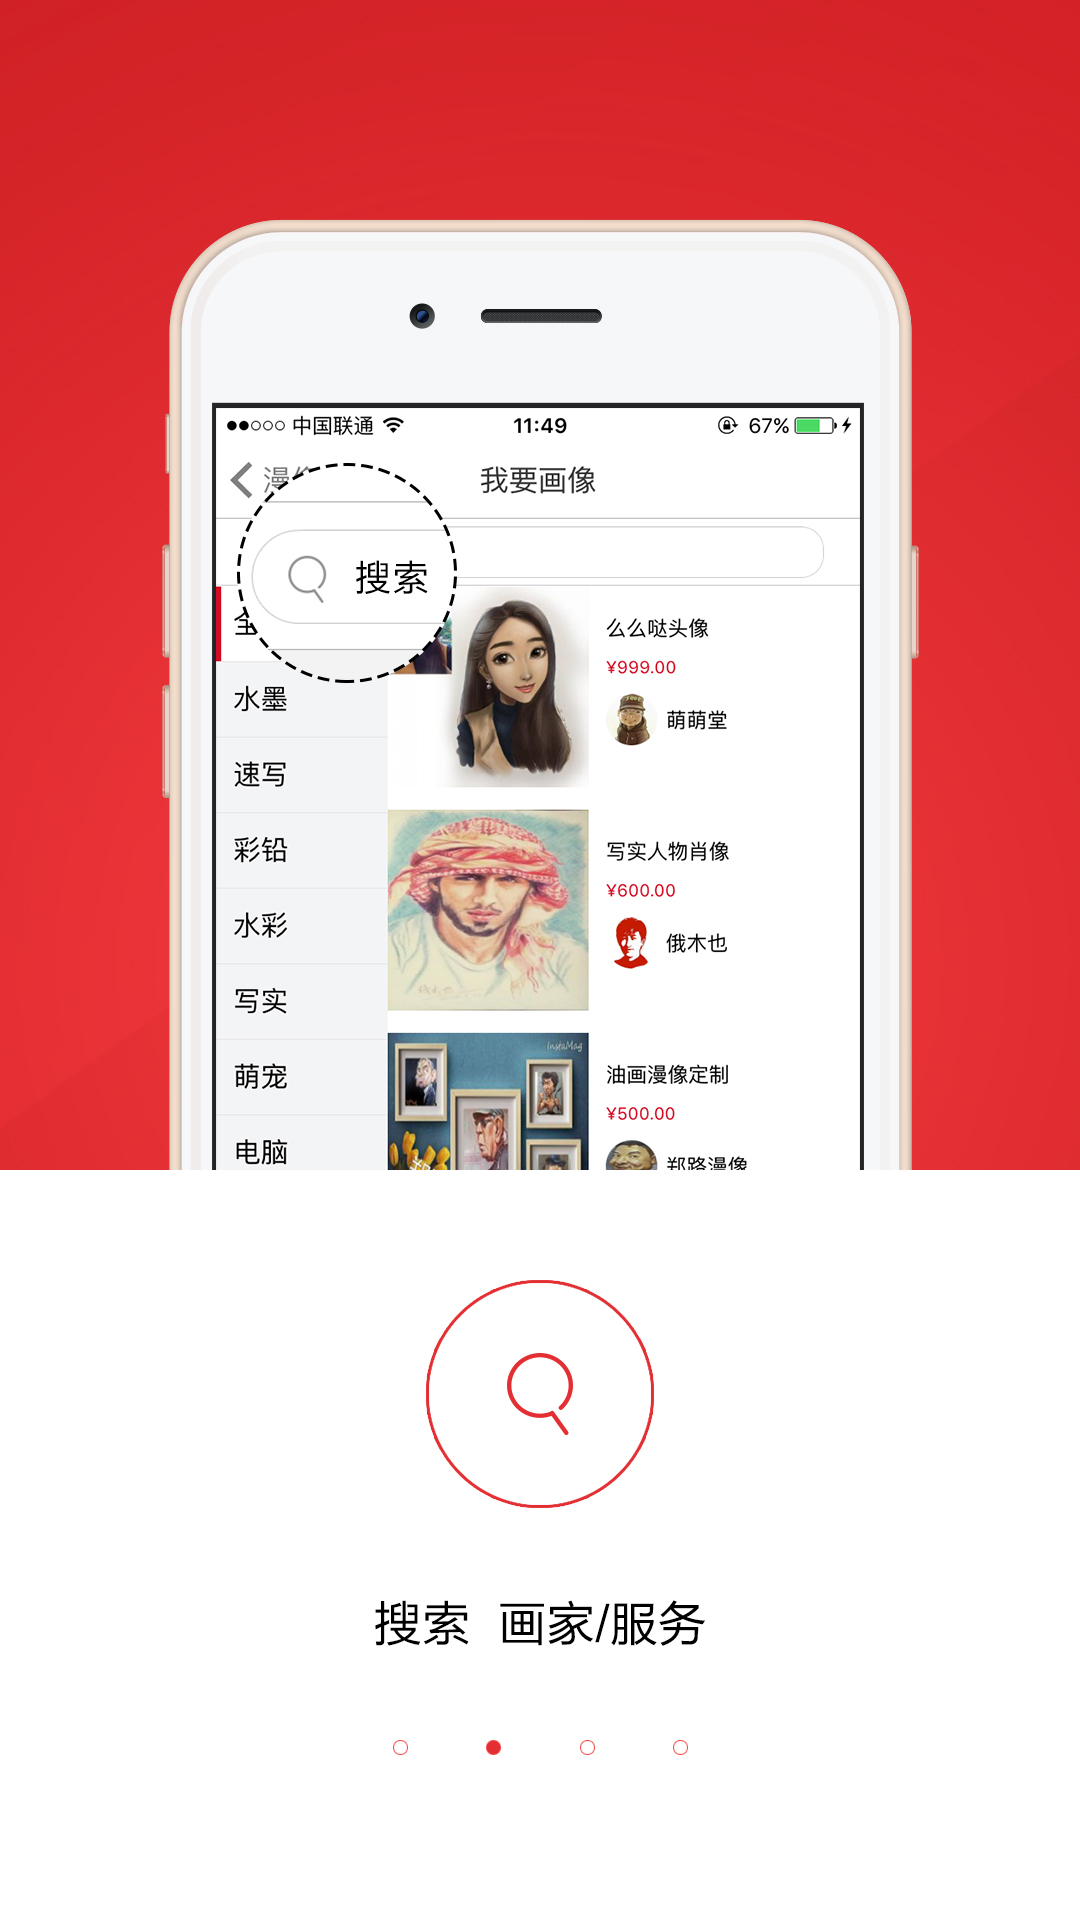 中国联通 11:49 67%
漫 我要画像
搜索
全
水墨
速写
彩铅
水彩
写实
萌宠
电脑
么么哒头像
¥999.00
萌萌堂
写实人物肖像
¥600.00
俄木也
InstaMag
油画漫像定制
¥500.00
郑路漫像
搜索 画家/服务